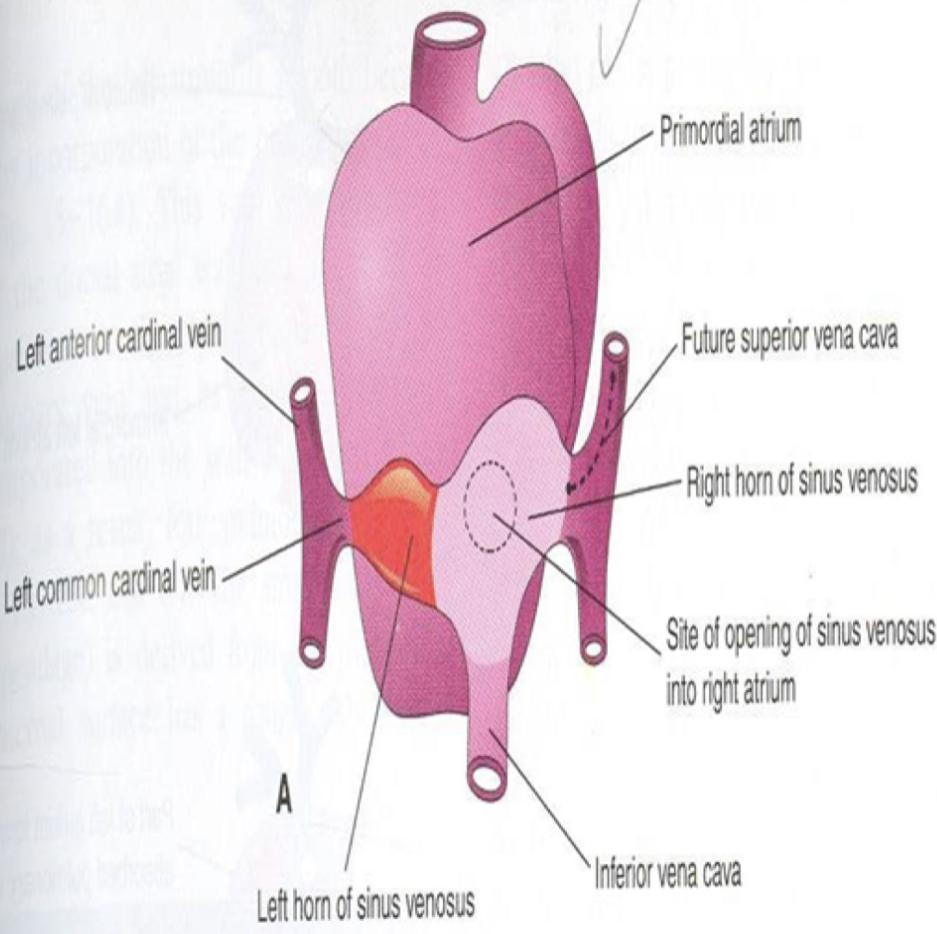 Primordial atrium
Left anterior cardinal vein
Future superior vena cava
Right horn of sinus venosus
Left common cardinal vein
Site of opening of sinus venosus
into right atrium
A
Inferior vena cava
Left horn of sinus venosus